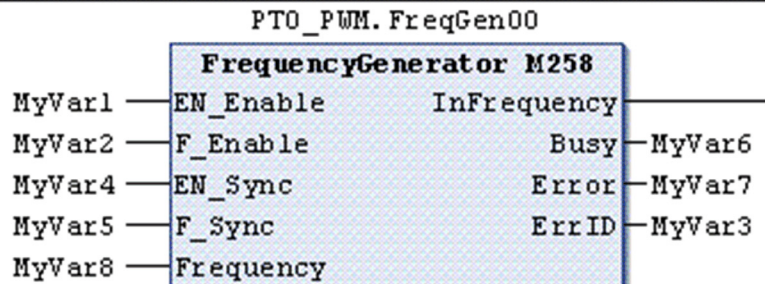 PTO_PWM.FreqGen00
FrequencyGenerator M258
MyVar1 EN_Enable InFrequency
MyVar2 F_Enable Busy MyVar6
MyVar4 EN_Sync Error MyVar7
MyVar5 F_Sync ErrID MyVar3
MyVar8 Frequency